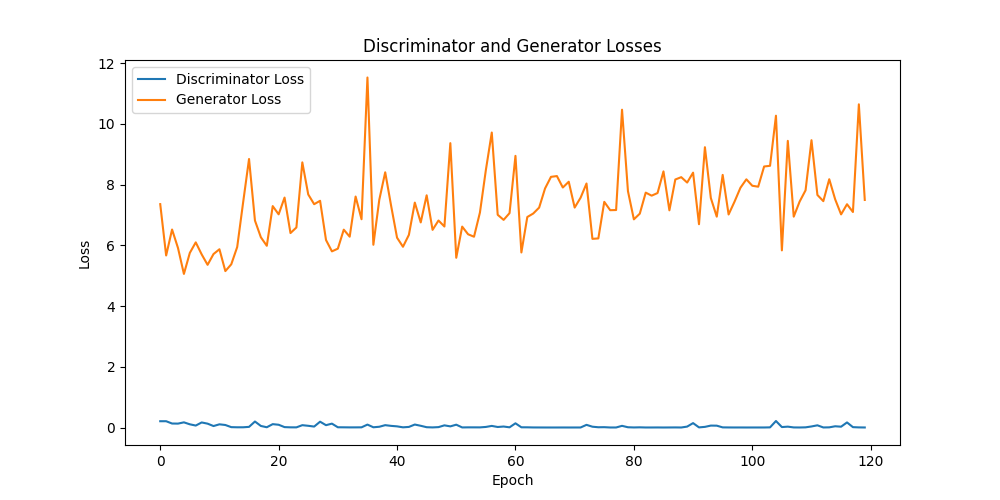 Discriminator and Generator Losses
12
10
8
6
4
2
0
Loss
Discriminator Loss
Generator Loss
0 20 40 60 80 100 120
Epoch